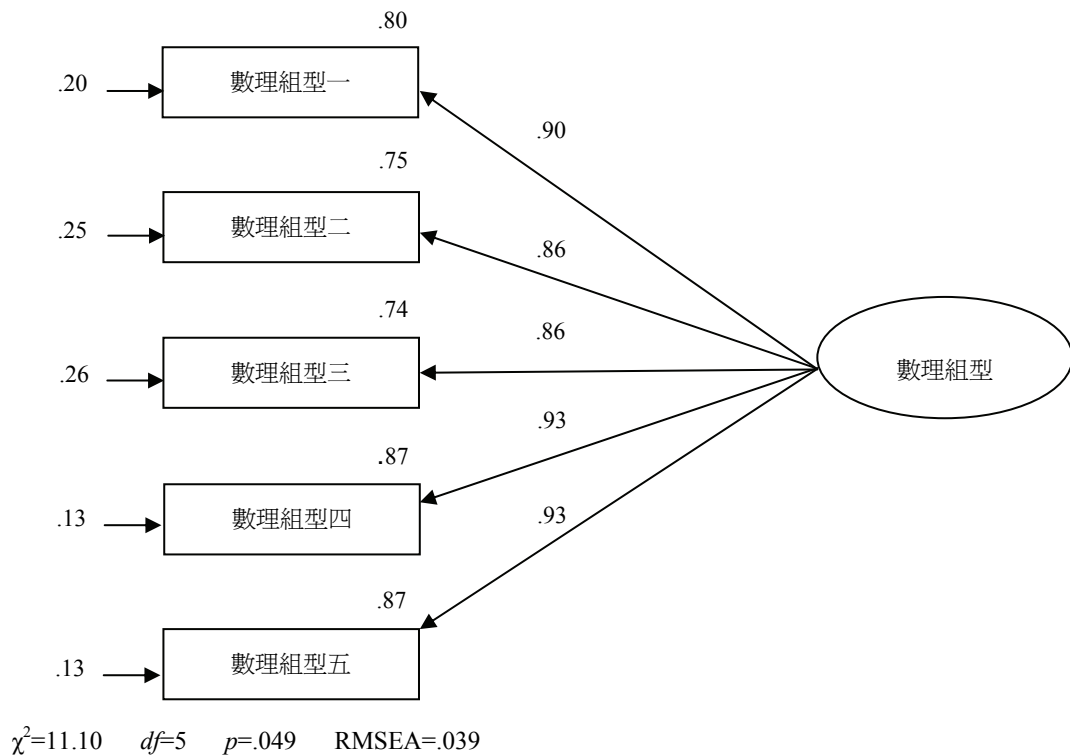 .80
.20 數理組型一
.90
.75
.25 數理組型二
.86
.74
.86
.26 數理組型三
數理組型
.93
.87
.13 數理組型四
.93
.87
.13 數理組型五
χ²=11.10 df=5 p=.049 RMSEA=.039